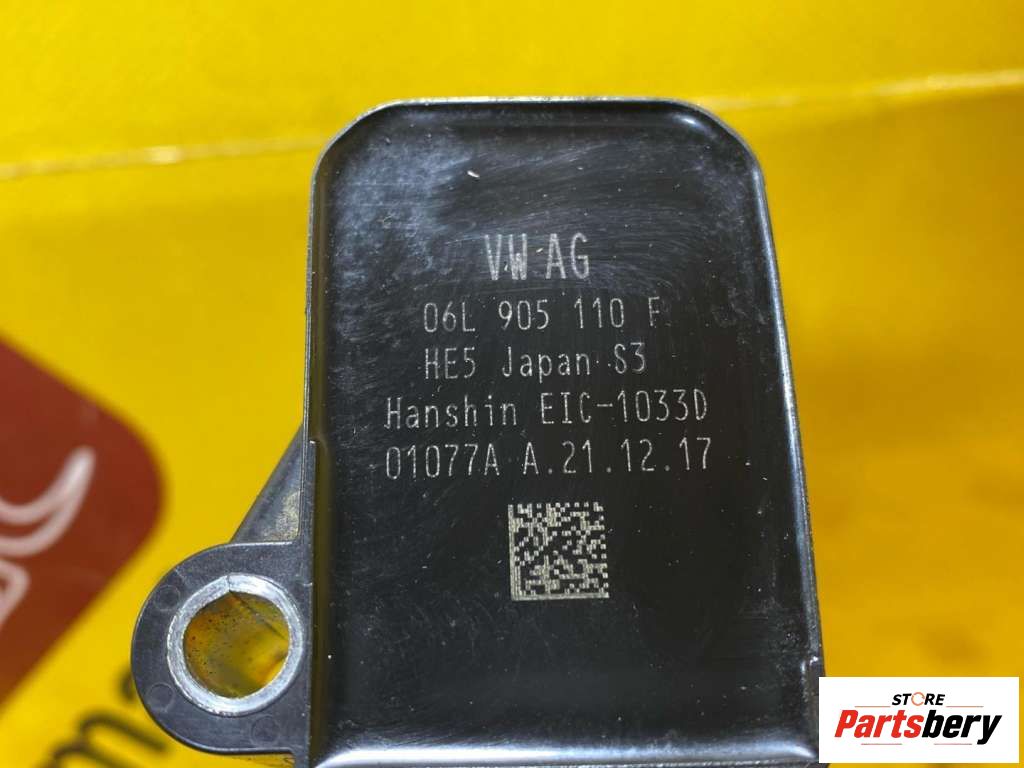 VW AG
06L 905 110 F
HE5 Japan S3
Hanshin EIC-1033D
01077A A.21.12.17
STORE
Partsbery